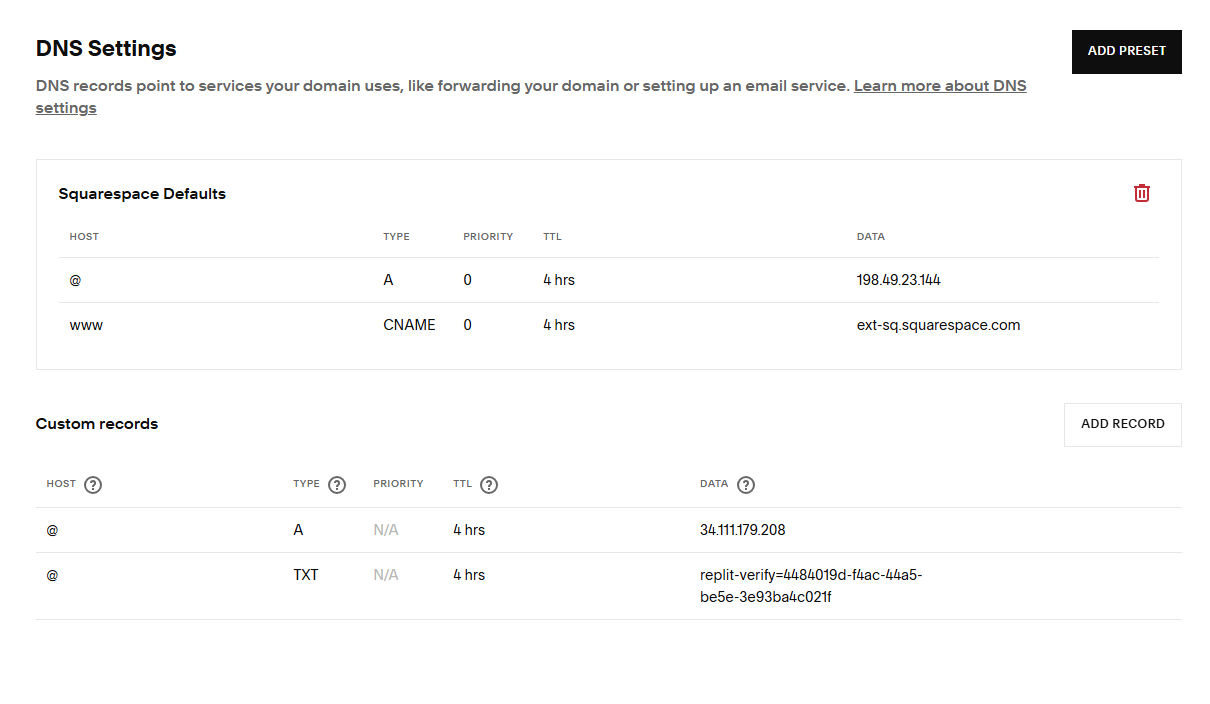 DNS Settings
ADD PRESET
DNS records point to services your domain uses, like forwarding your domain or setting up an email service. Learn more about DNS
settings
Squarespace Defaults
HOST TYPE PRIORITY TTL DATA
@ A 0 4 hrs 198.49.23.144
www CNAME 0 4 hrs ext-sq.squarespace.com
Custom records
ADD RECORD
HOST ? TYPE ? PRIORITY TTL ? DATA ?
@ A N/A 4 hrs 34.111.179.208
@ TXT N/A 4 hrs replit-verify=4484019d-f4ac-44a5-
be5e-3e93ba4c021f